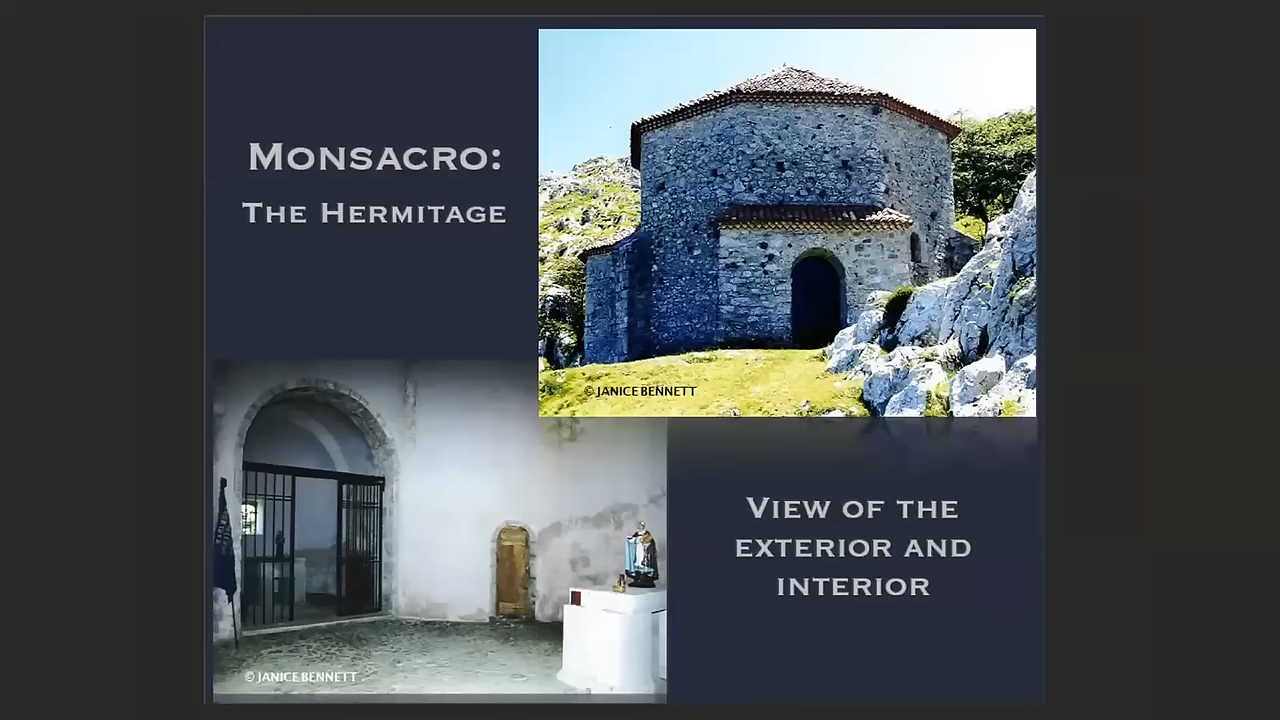 Monsacro:
The Hermitage
© JANICE BENNETT
View of the
exterior and
interior
© JANICE BENNETT